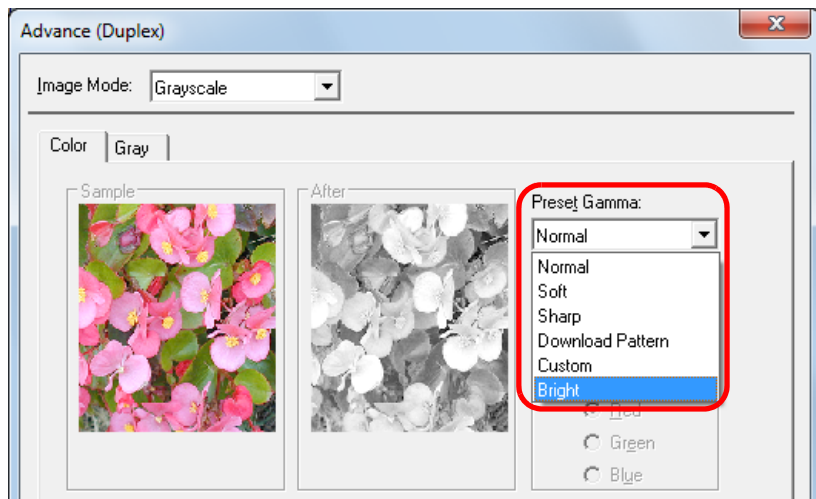 Advance (Duplex)
Image Mode: Grayscale
Color Gray
Sample
After
Preset Gamma:
Normal
Normal
Soft
Sharp
Download Pattern
Custom
Bright
Red
Green
Blue